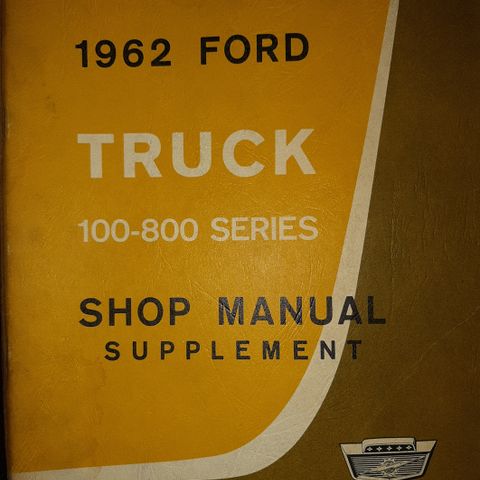 1962 FORD
TRUCK
100-800 SERIES
SHOP MANUAL
SUPPLEMENT